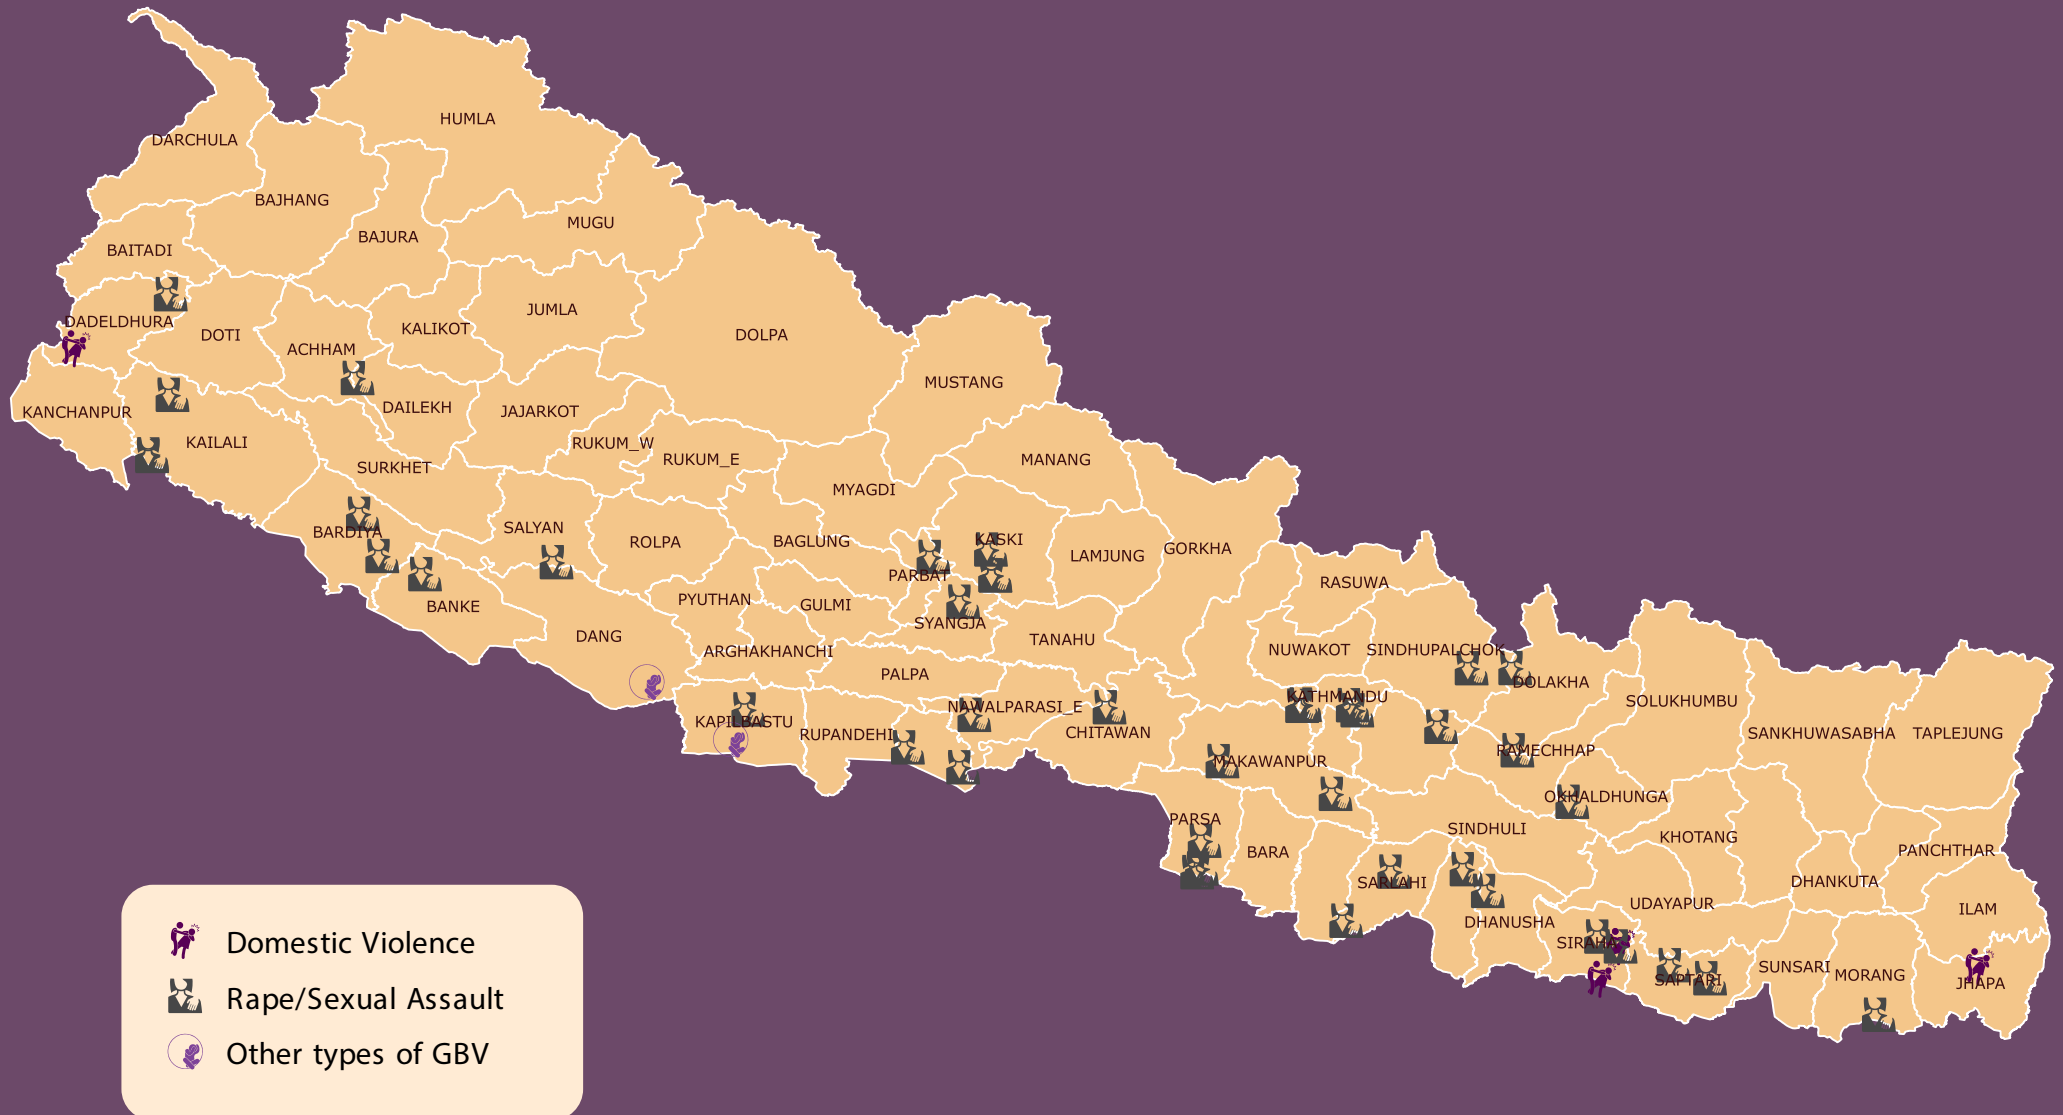 HUMLA
DARCHULA
BAJHANG
MUGU
BAJURA
BAITADI
JUMLA
DADELDHURA
KALIKOT
DOTI
DOLPA
ACHHAM
MUSTANG
DAILEKH
JAJARKOT
KANCHANPUR
KAILALI
RUKUM_W
RUKUM_E
MANANG
SURKHET
MYAGDI
SALYAN
BARDIYA
KASKI
ROLPA
BAGLUNG
GORKHA
LAMJUNG
PARBAT
RASUWA
PYUTHAN
GULMI
BANKE
SYANGJA
DANG
TANAHU
ARGHAKHANCHI
NUWAKOT
SINDHUPALCHOK
PALPA
DOLAKHA
KATHMANDU
SOLUKHUMBU
NAWALPARASI_E
KAPILBASTU
RUPANDEHI
CHITAWAN
SANKHUWASABHA
TAPLEJUNG
RAMECHHAP
MAKAWANPUR
OKHALDHUNGA
PARSA
SINDHULI
KHOTANG
BARA
PANCHTHAR
SARLAHI
DHANKUTA
UDAYAPUR
ILAM
DHANUSHA
SIRAHA
SUNSARI
MORANG
SAPTARI
JHAPA
Domestic Violence
Rape/Sexual Assault
Other types of GBV